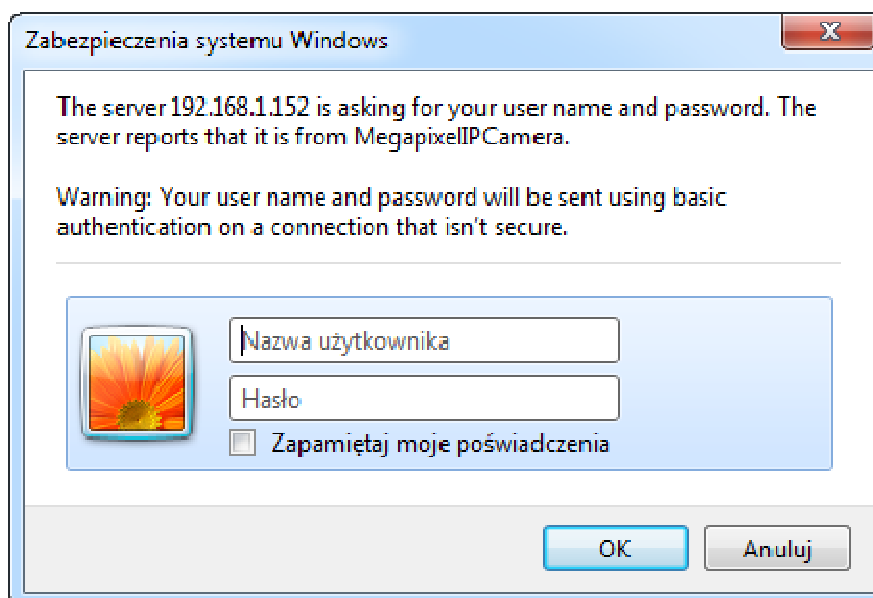 Zabezpieczenia systemu Windows
The server 192.168.1.152 is asking for your user name and password. The
server reports that it is from MegapixelIPCamera.
Warning: Your user name and password will be sent using basic
authentication on a connection that isn't secure.
Nazwa użytkownika
Hasło
Zapamiętaj moje poświadczenia
OK
Anuluj